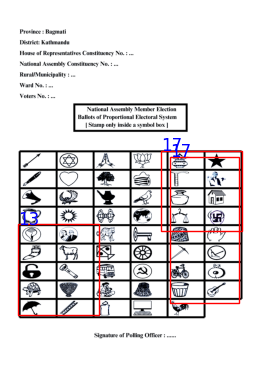 Province : Bagmati
District: Kathmandu
House of Representatives Constituency No. : ...
National Assembly Constituency No. : ...
Rural/Municipality : ...
Ward No. : ...
Voters No. : ...
National Assembly Member Election
Ballots of Proportional Electoral System
[ Stamp only inside a symbol box ]
17
17
13
Signature of Polling Officer : ......